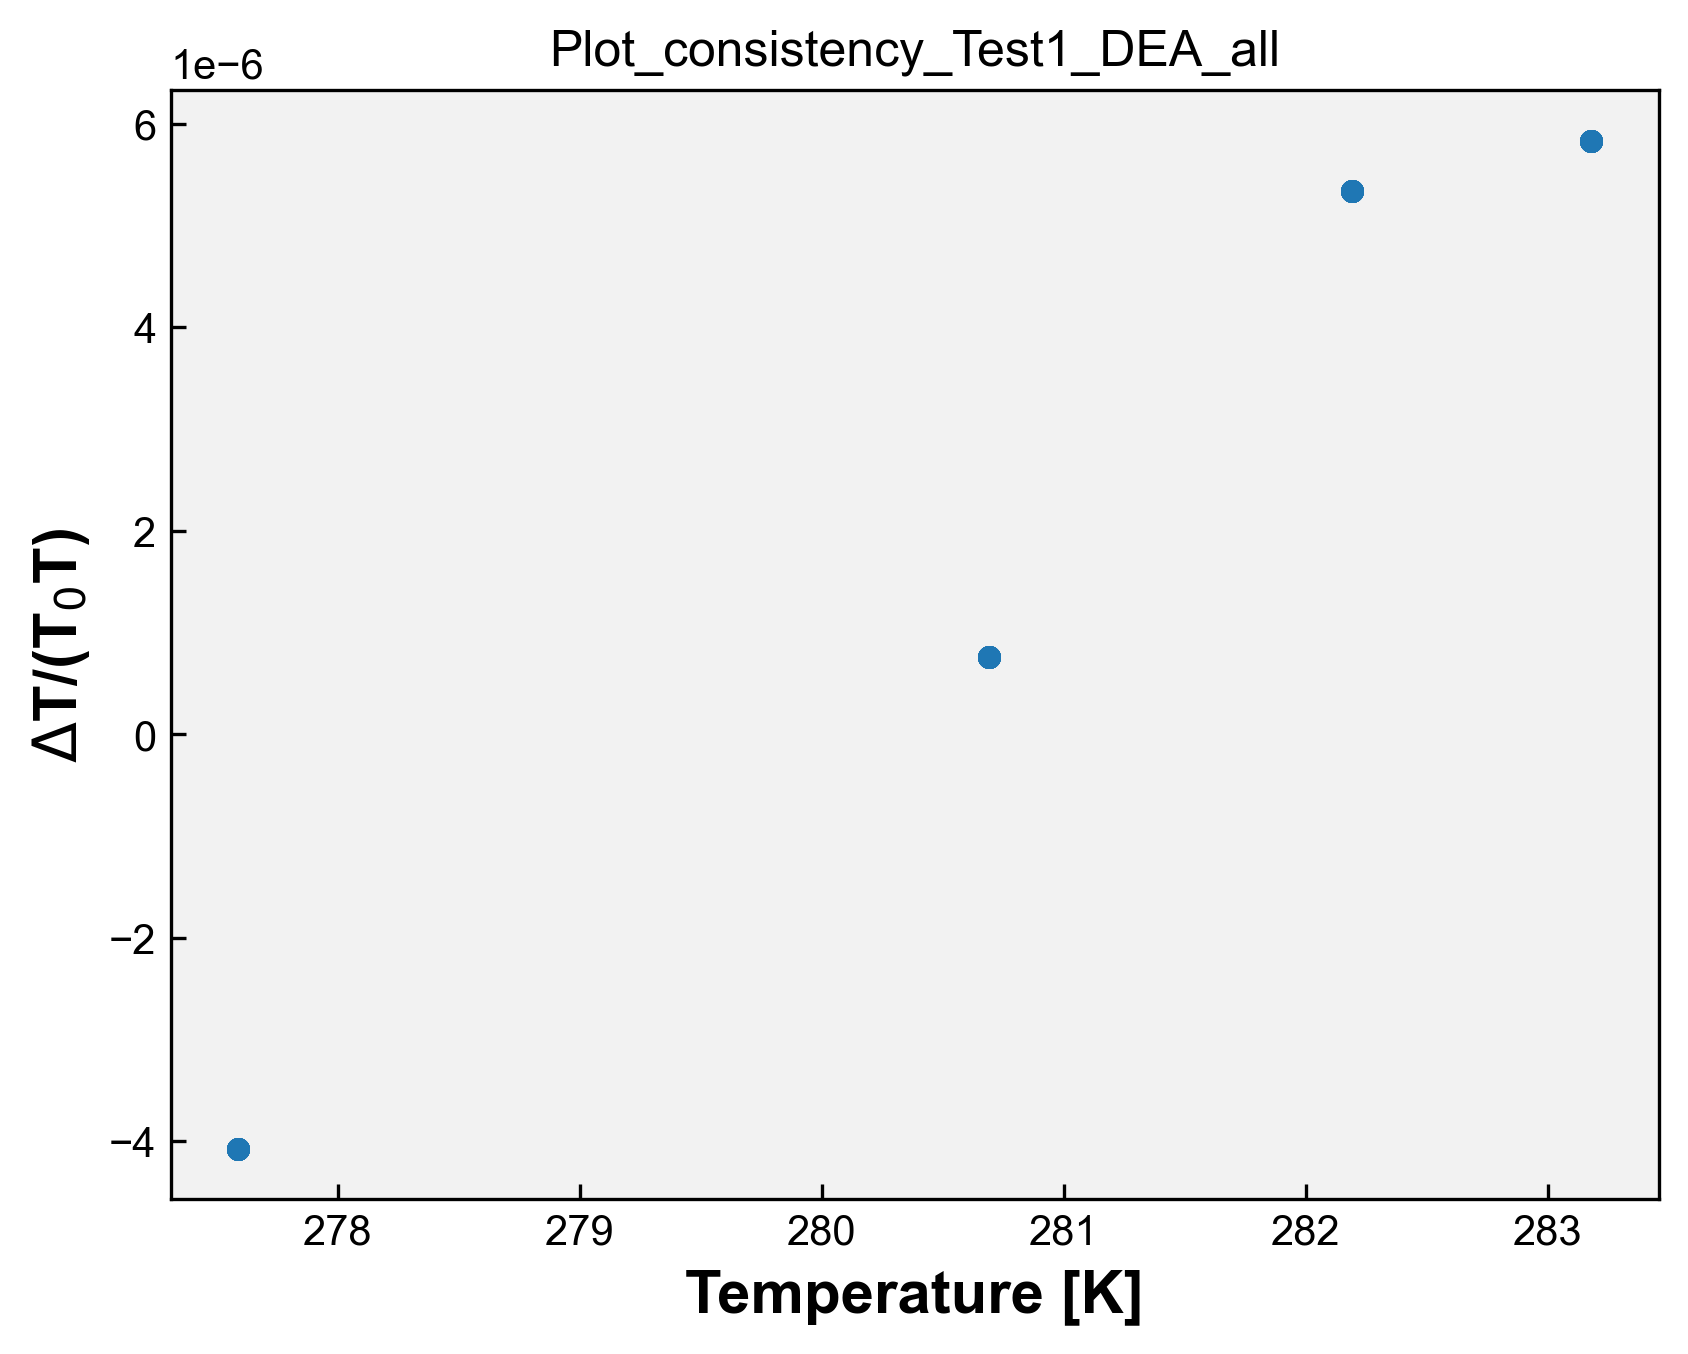 Plot_consistency_Test1_DEA_all
1e−6
6
4
2
0
−2
−4
ΔT/(T₀T)
278 279 280 281 282 283
Temperature [K]